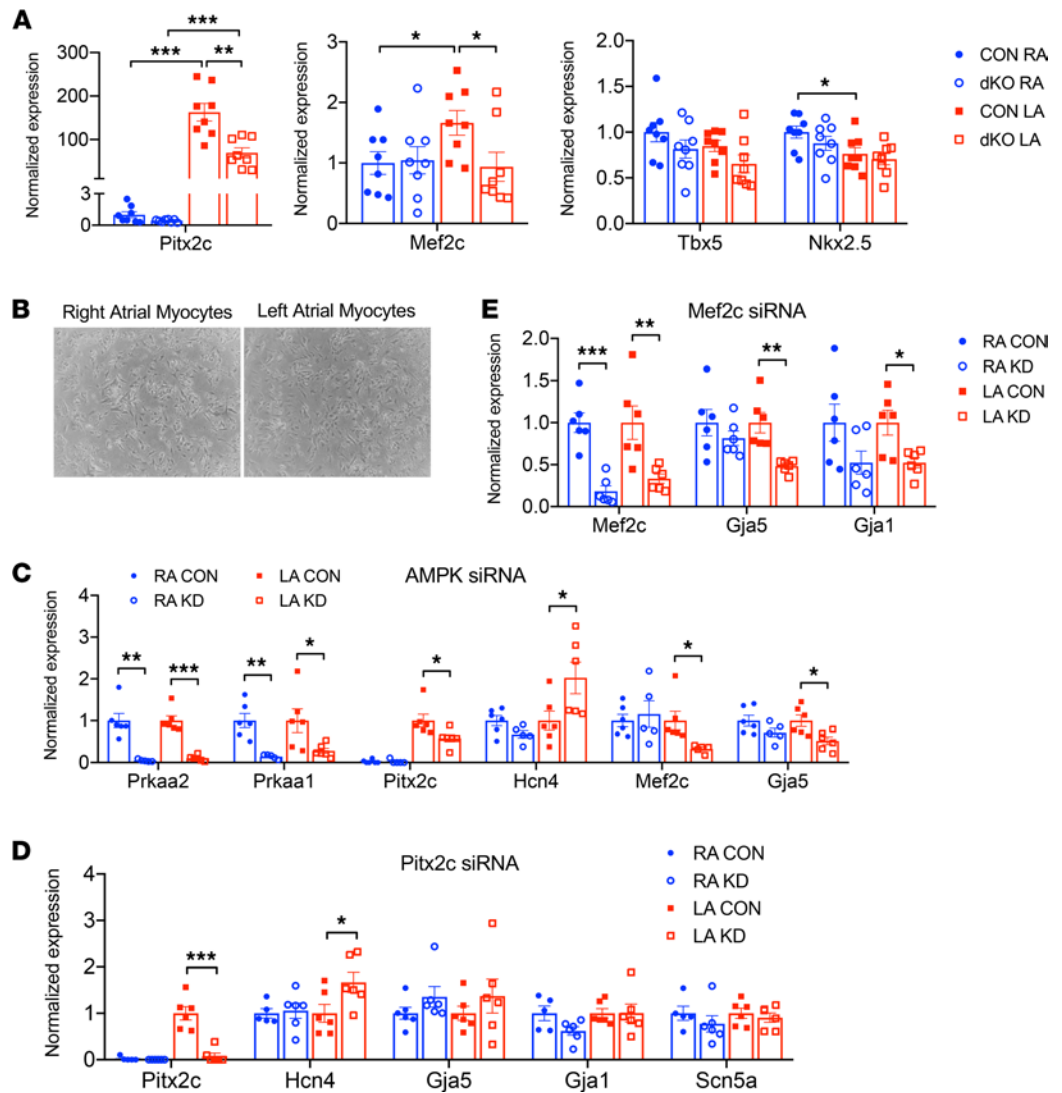 A
Normalized expression
300
200
100
3
0
***
***
**
Pitx2c
Normalized expression
3
2
1
0
*
*
Mef2c
Normalized expression
1.5
1.0
0.5
0.0
2.0
*
Tbx5
Nkx2.5
CON RA
dKO RA
CON LA
dKO LA
B
Right Atrial Myocytes
Left Atrial Myocytes
E
Mef2c siRNA
Normalized expression
2.0
1.5
1.0
0.5
0.0
***
**
**
*
Mef2c
Gja5
Gja1
RA CON
RA KD
LA CON
LA KD
C
RA CON
RA KD
LA CON
LA KD
AMPK siRNA
Normalized expression
4
3
2
1
0
**
***
**
*
*
*
*
*
Prkaa2
Prkaa1
Pitx2c
Hcn4
Mef2c
Gja5
D
Pitx2c siRNA
RA CON
RA KD
LA CON
LA KD
Normalized expression
4
3
2
1
0
***
*
Pitx2c
Hcn4
Gja5
Gja1
Scn5a